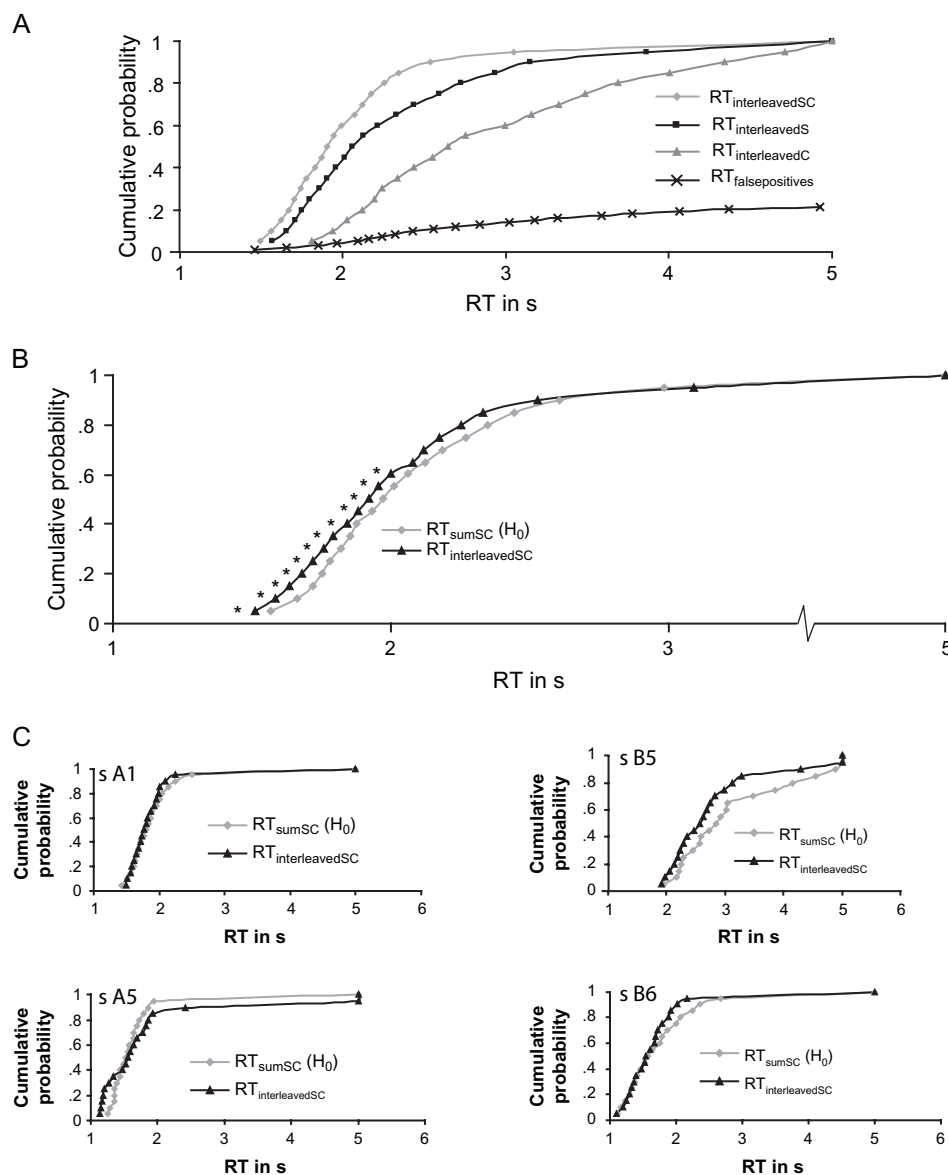 A
Cumulative probability
1
.8
.6
.4
.2
0
1 2 3 4 5
RT in s
RTinterleavedSC
RTinterleavedS
RTinterleavedC
RTfalsepositives
B
Cumulative probability
1
.8
.6
.4
.2
0
* * * * * * * * * * * *
1 2 3 5
RT in s
RTsumSC (H0)
RTinterleavedSC
C
s A1
Cumulative
probability
1
.8
.6
.4
.2
0
1 2 3 4 5 6
RT in s
RTsumSC (H0)
RTinterleavedSC
s B5
Cumulative
probability
1
.8
.6
.4
.2
0
1 2 3 4 5 6
RT in s
RTsumSC (H0)
RTinterleavedSC
s A5
Cumulative
probability
1
.8
.6
.4
.2
0
1 2 3 4 5 6
RT in s
RTsumSC (H0)
RTinterleavedSC
s B6
Cumulative
probability
1
.8
.6
.4
.2
0
1 2 3 4 5 6
RT in s
RTsumSC (H0)
RTinterleavedSC